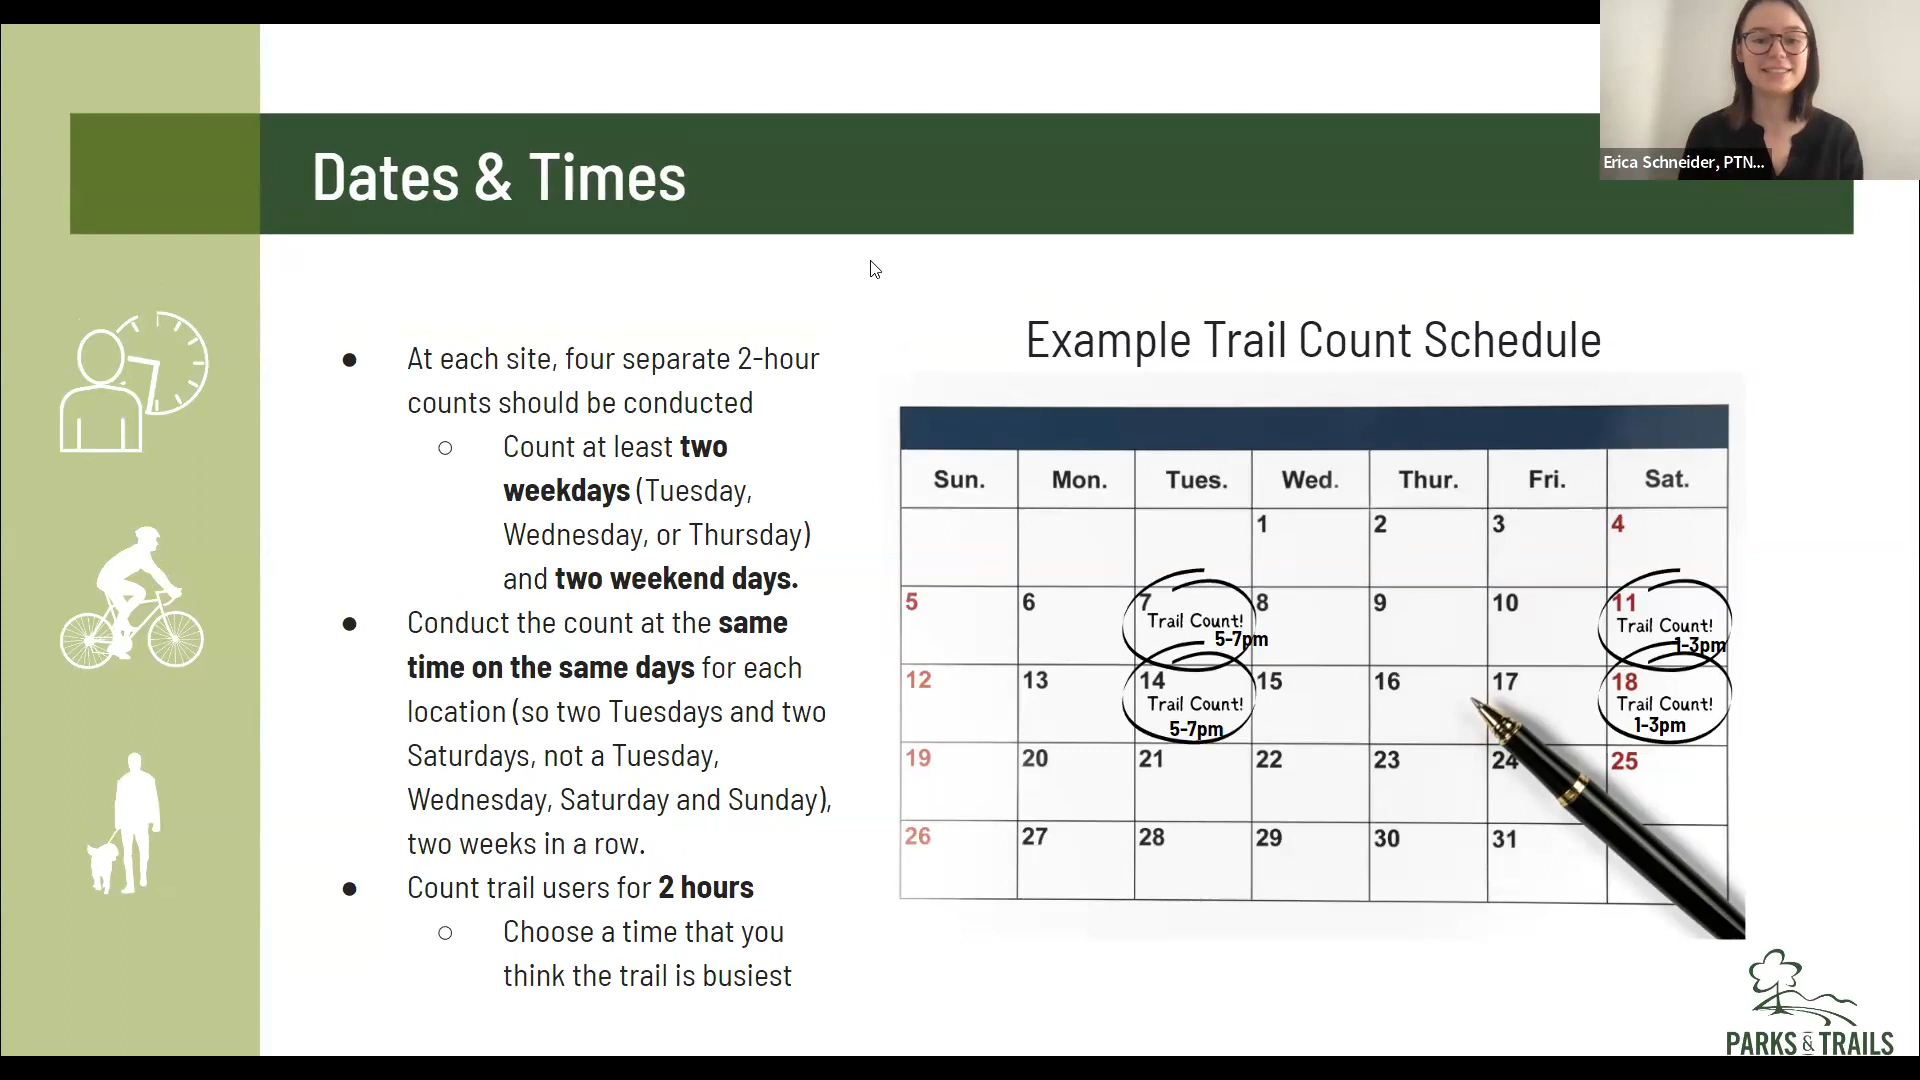 Erica Schneider, PTN...
Dates & Times
● At each site, four separate 2-hour
counts should be conducted
○ Count at least two
weekdays (Tuesday,
Wednesday, or Thursday)
and two weekend days.
● Conduct the count at the same
time on the same days for each
location (so two Tuesdays and two
Saturdays, not a Tuesday,
Wednesday, Saturday and Sunday),
two weeks in a row.
● Count trail users for 2 hours
○ Choose a time that you
think the trail is busiest
Example Trail Count Schedule
Sun. Mon. Tues. Wed. Thur. Fri. Sat.
1 2 3 4
5 6 7 8 9 10 11
Trail Count! Trail Count!
5-7pm 1-3pm
12 13 14 15 16 17 18
Trail Count! Trail Count!
5-7pm 1-3pm
19 20 21 22 23 24 25
26 27 28 29 30 31
PARKS & TRAILS